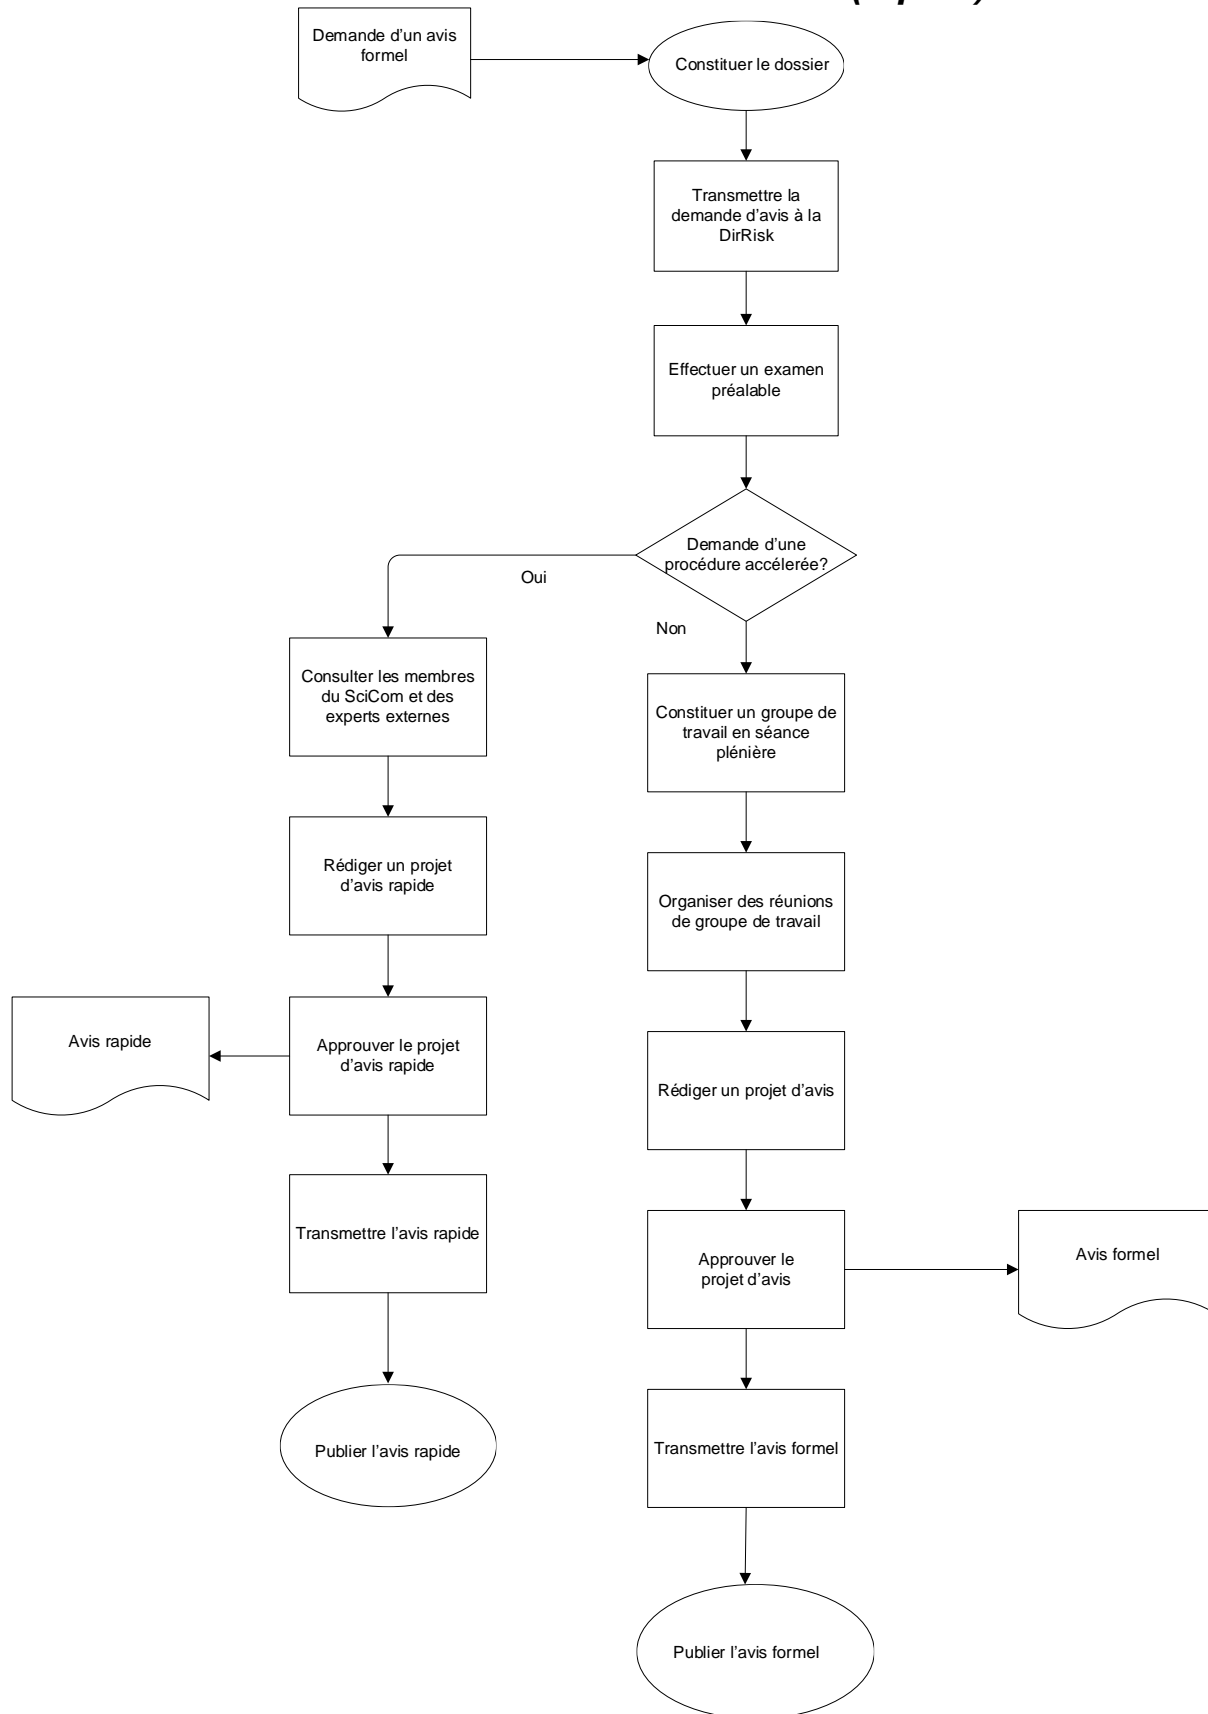 Demande d'un avis
formel
Constituer le dossier
Transmettre la
demande d'avis à la
DirRisk
Effectuer un examen
préalable
Demande d'une
procédure accélerée?
Oui
Non
Consulter les membres
du SciCom et des
experts externes
Constituer un groupe de
travail en séance
plénière
Rédiger un projet
d'avis rapide
Organiser des réunions
de groupe de travail
Avis rapide
Approuver le projet
d'avis rapide
Rédiger un projet d'avis
Transmettre l'avis rapide
Approuver le
projet d'avis
Avis formel
Publier l'avis rapide
Transmettre l'avis formel
Publier l'avis formel